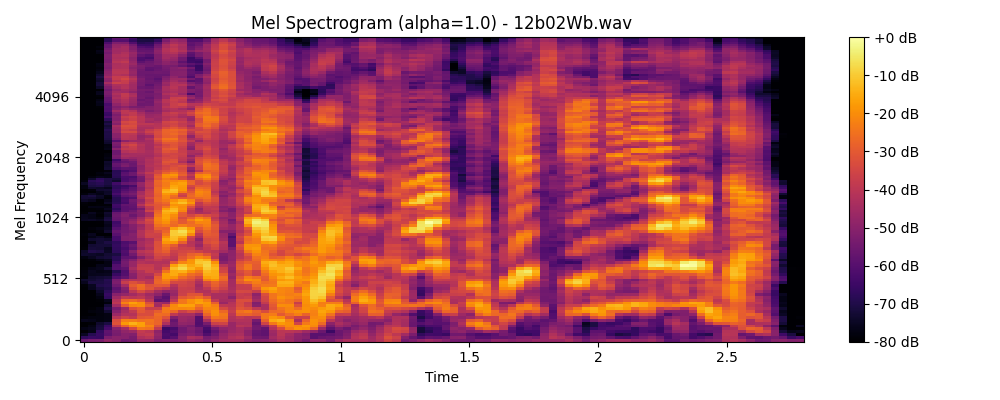 Mel Spectrogram (alpha=1.0) - 12b02Wb.wav
Mel Frequency
4096
2048
1024
512
0
0
0.5
1
1.5
2
2.5
Time
+0 dB
-10 dB
-20 dB
-30 dB
-40 dB
-50 dB
-60 dB
-70 dB
-80 dB